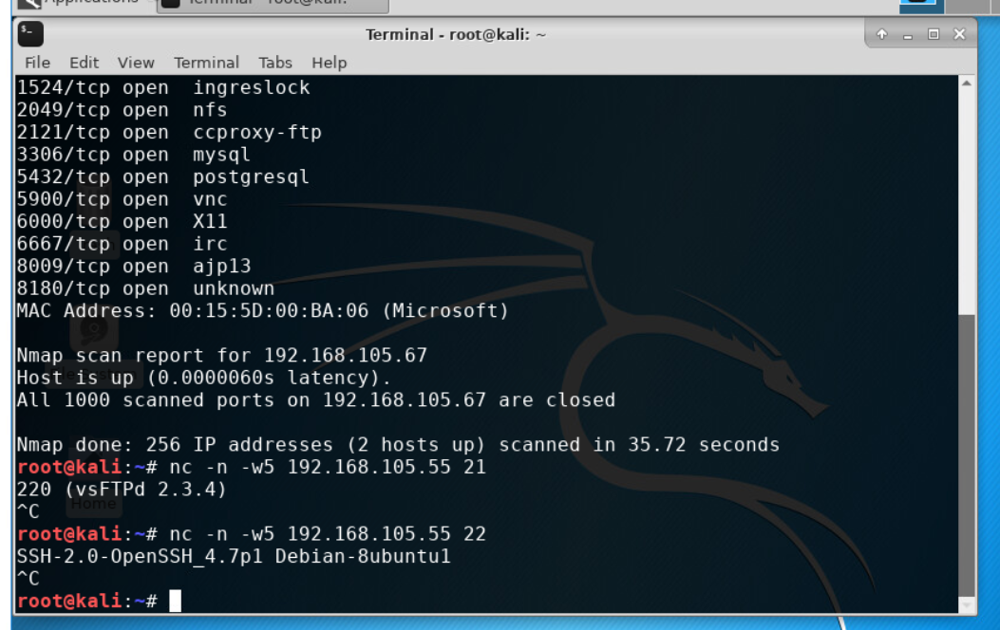 Applications
Terminal - root@kali:
Terminal - root@kali: ~
File Edit View Terminal Tabs Help
1524/tcp open  ingreslock
2049/tcp open  nfs
2121/tcp open  ccproxy-ftp
3306/tcp open  mysql
5432/tcp open  postgresql
5900/tcp open  vnc
6000/tcp open  X11
6667/tcp open  irc
8009/tcp open  ajp13
8180/tcp open  unknown
MAC Address: 00:15:5D:00:BA:06 (Microsoft)
Nmap scan report for 192.168.105.67
Host is up (0.0000060s latency).
All 1000 scanned ports on 192.168.105.67 are closed
Nmap done: 256 IP addresses (2 hosts up) scanned in 35.72 seconds
root@kali:~# nc -n -w5 192.168.105.55 21
220 (vsFTPd 2.3.4)
Home
^C
root@kali:~# nc -n -w5 192.168.105.55 22
SSH-2.0-OpenSSH_4.7p1 Debian-8ubuntu1
^C
root@kali:~#